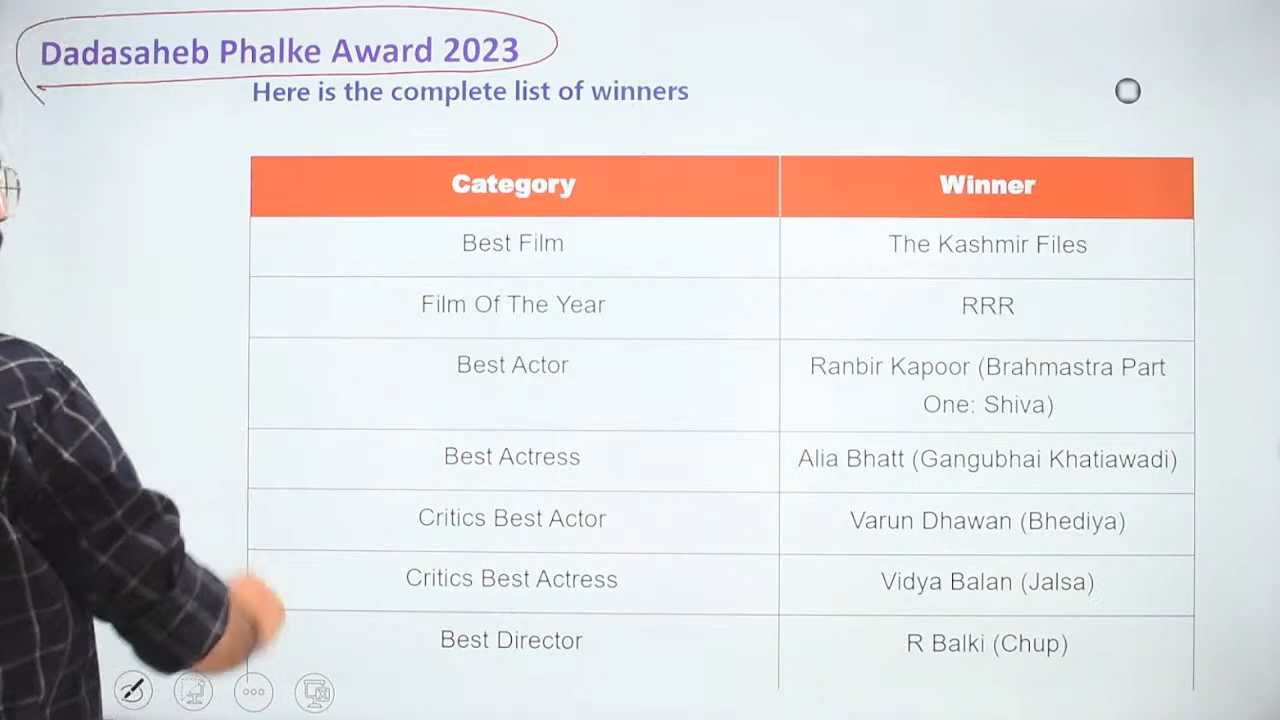 Dadasaheb Phalke Award 2023
Here is the complete list of winners
Category Winner
Best Film The Kashmir Files
Film Of The Year RRR
Best Actor Ranbir Kapoor (Brahmastra Part
One: Shiva)
Best Actress Alia Bhatt (Gangubhai Khatiawadi)
Critics Best Actor Varun Dhawan (Bhediya)
Critics Best Actress Vidya Balan (Jalsa)
Best Director R Balki (Chup)